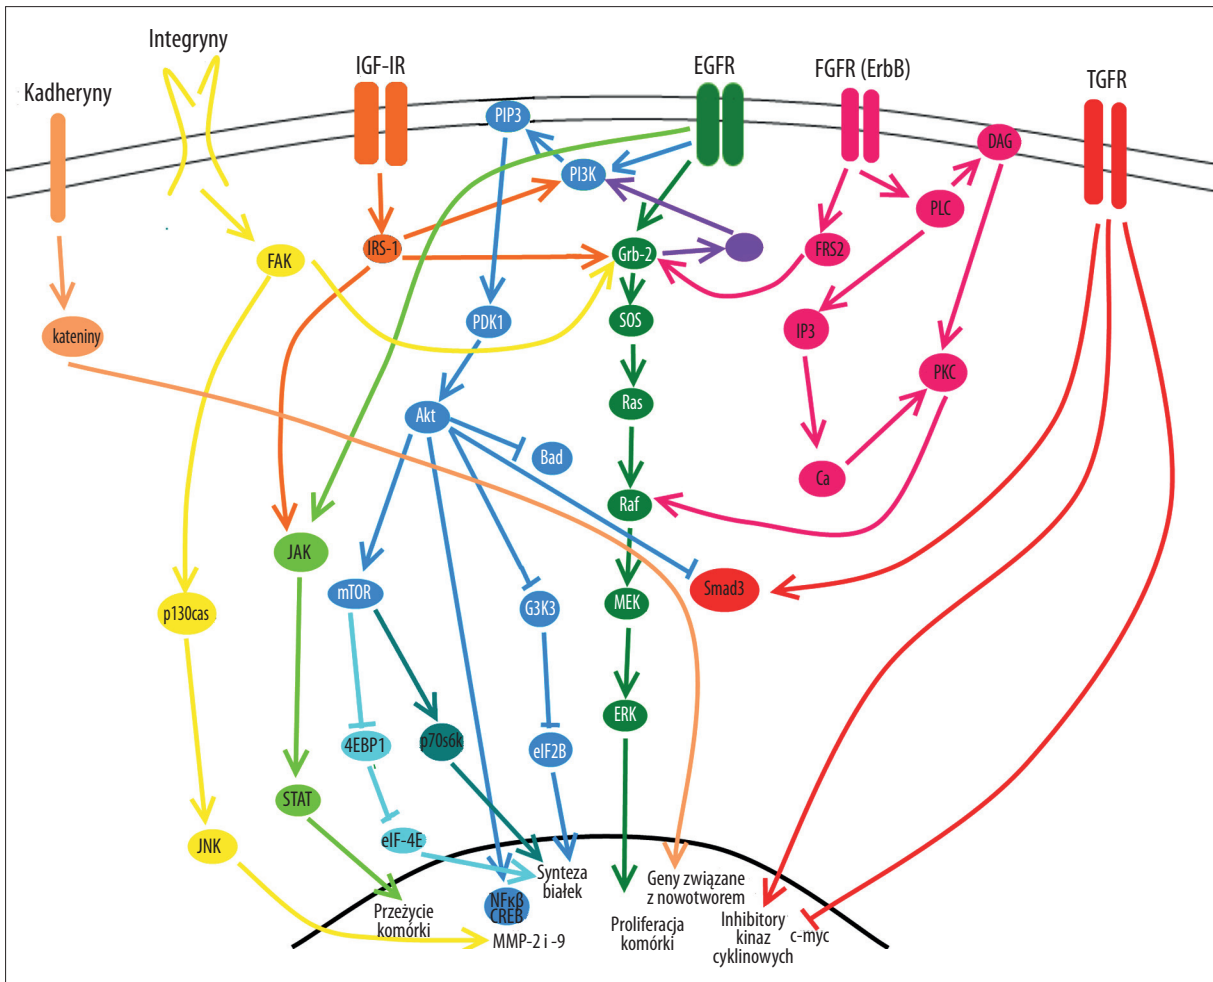 Integryny
Kadheryny
IGF-IR
EGFR
FGFR (ErbB)
TGFR
PIP3
DAG
PI3K
PLC
IRS-1
Grb-2
FRS2
FAK
kateniny
PDK1
SOS
IP3
PKC
Ras
Akt
Bad
Ca
Raf
JAK
mTOR
G3K3
MEK
Smad3
p130cas
ERK
4EBP1
p70s6k
eIF2B
STAT
JNK
eIF-4E
Synteza
białek
Geny związane
z nowotworem
Przeżycie
komórki
NFκβ
CREB
MMP-2 i -9
Proliferacja
komórki
Inhibitory
kinaz
cyklinowych
c-myc